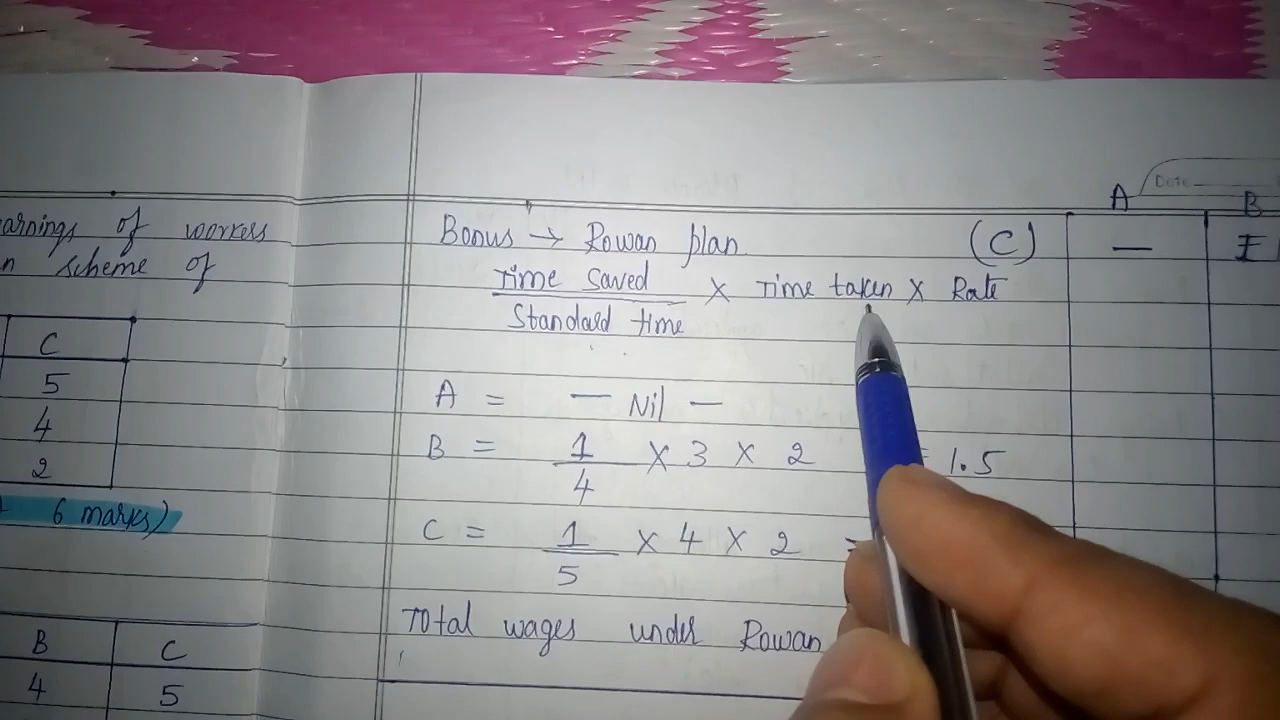 arnings of workers
n scheme of
C
5
4
2
6 marks)
B C
4 5
Bonus → Rowan plan (C)
Time Saved × Time taken × Rate
Standard time
A = — Nil —
B = 1/4 × 3 × 2 = 1.5
C = 1/5 × 4 × 2 =
Total wages under Rowan
Date
A B
—